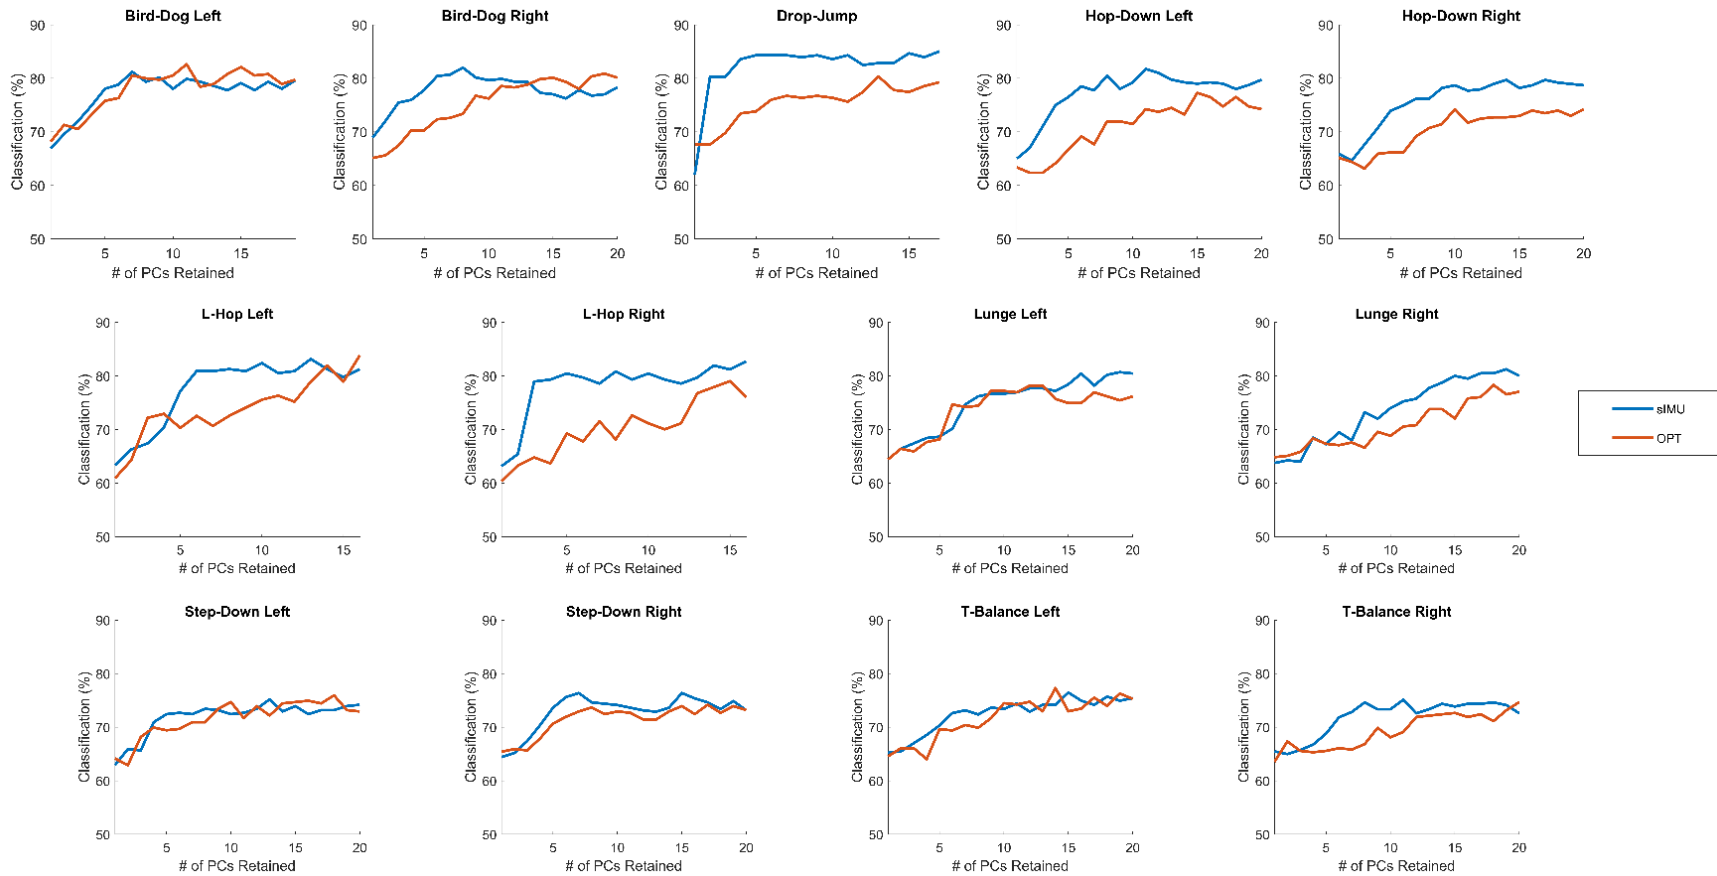 Bird-Dog Left
Bird-Dog Right
Drop-Jump
Hop-Down Left
Hop-Down Right
90
80
70
60
50
Classification (%)
5
10
15
# of PCs Retained
90
80
70
60
50
Classification (%)
5
10
15
20
# of PCs Retained
90
80
70
60
50
Classification (%)
5
10
15
# of PCs Retained
90
80
70
60
50
Classification (%)
5
10
15
20
# of PCs Retained
90
80
70
60
50
Classification (%)
5
10
15
20
# of PCs Retained
L-Hop Left
L-Hop Right
Lunge Left
Lunge Right
90
80
70
60
50
Classification (%)
5
10
15
# of PCs Retained
90
80
70
60
50
Classification (%)
5
10
15
# of PCs Retained
90
80
70
60
50
Classification (%)
5
10
15
20
# of PCs Retained
90
80
70
60
50
Classification (%)
5
10
15
20
# of PCs Retained
sIMU
OPT
Step-Down Left
Step-Down Right
T-Balance Left
T-Balance Right
90
80
70
60
50
Classification (%)
5
10
15
20
# of PCs Retained
90
80
70
60
50
Classification (%)
5
10
15
20
# of PCs Retained
90
80
70
60
50
Classification (%)
5
10
15
20
# of PCs Retained
90
80
70
60
50
Classification (%)
5
10
15
20
# of PCs Retained